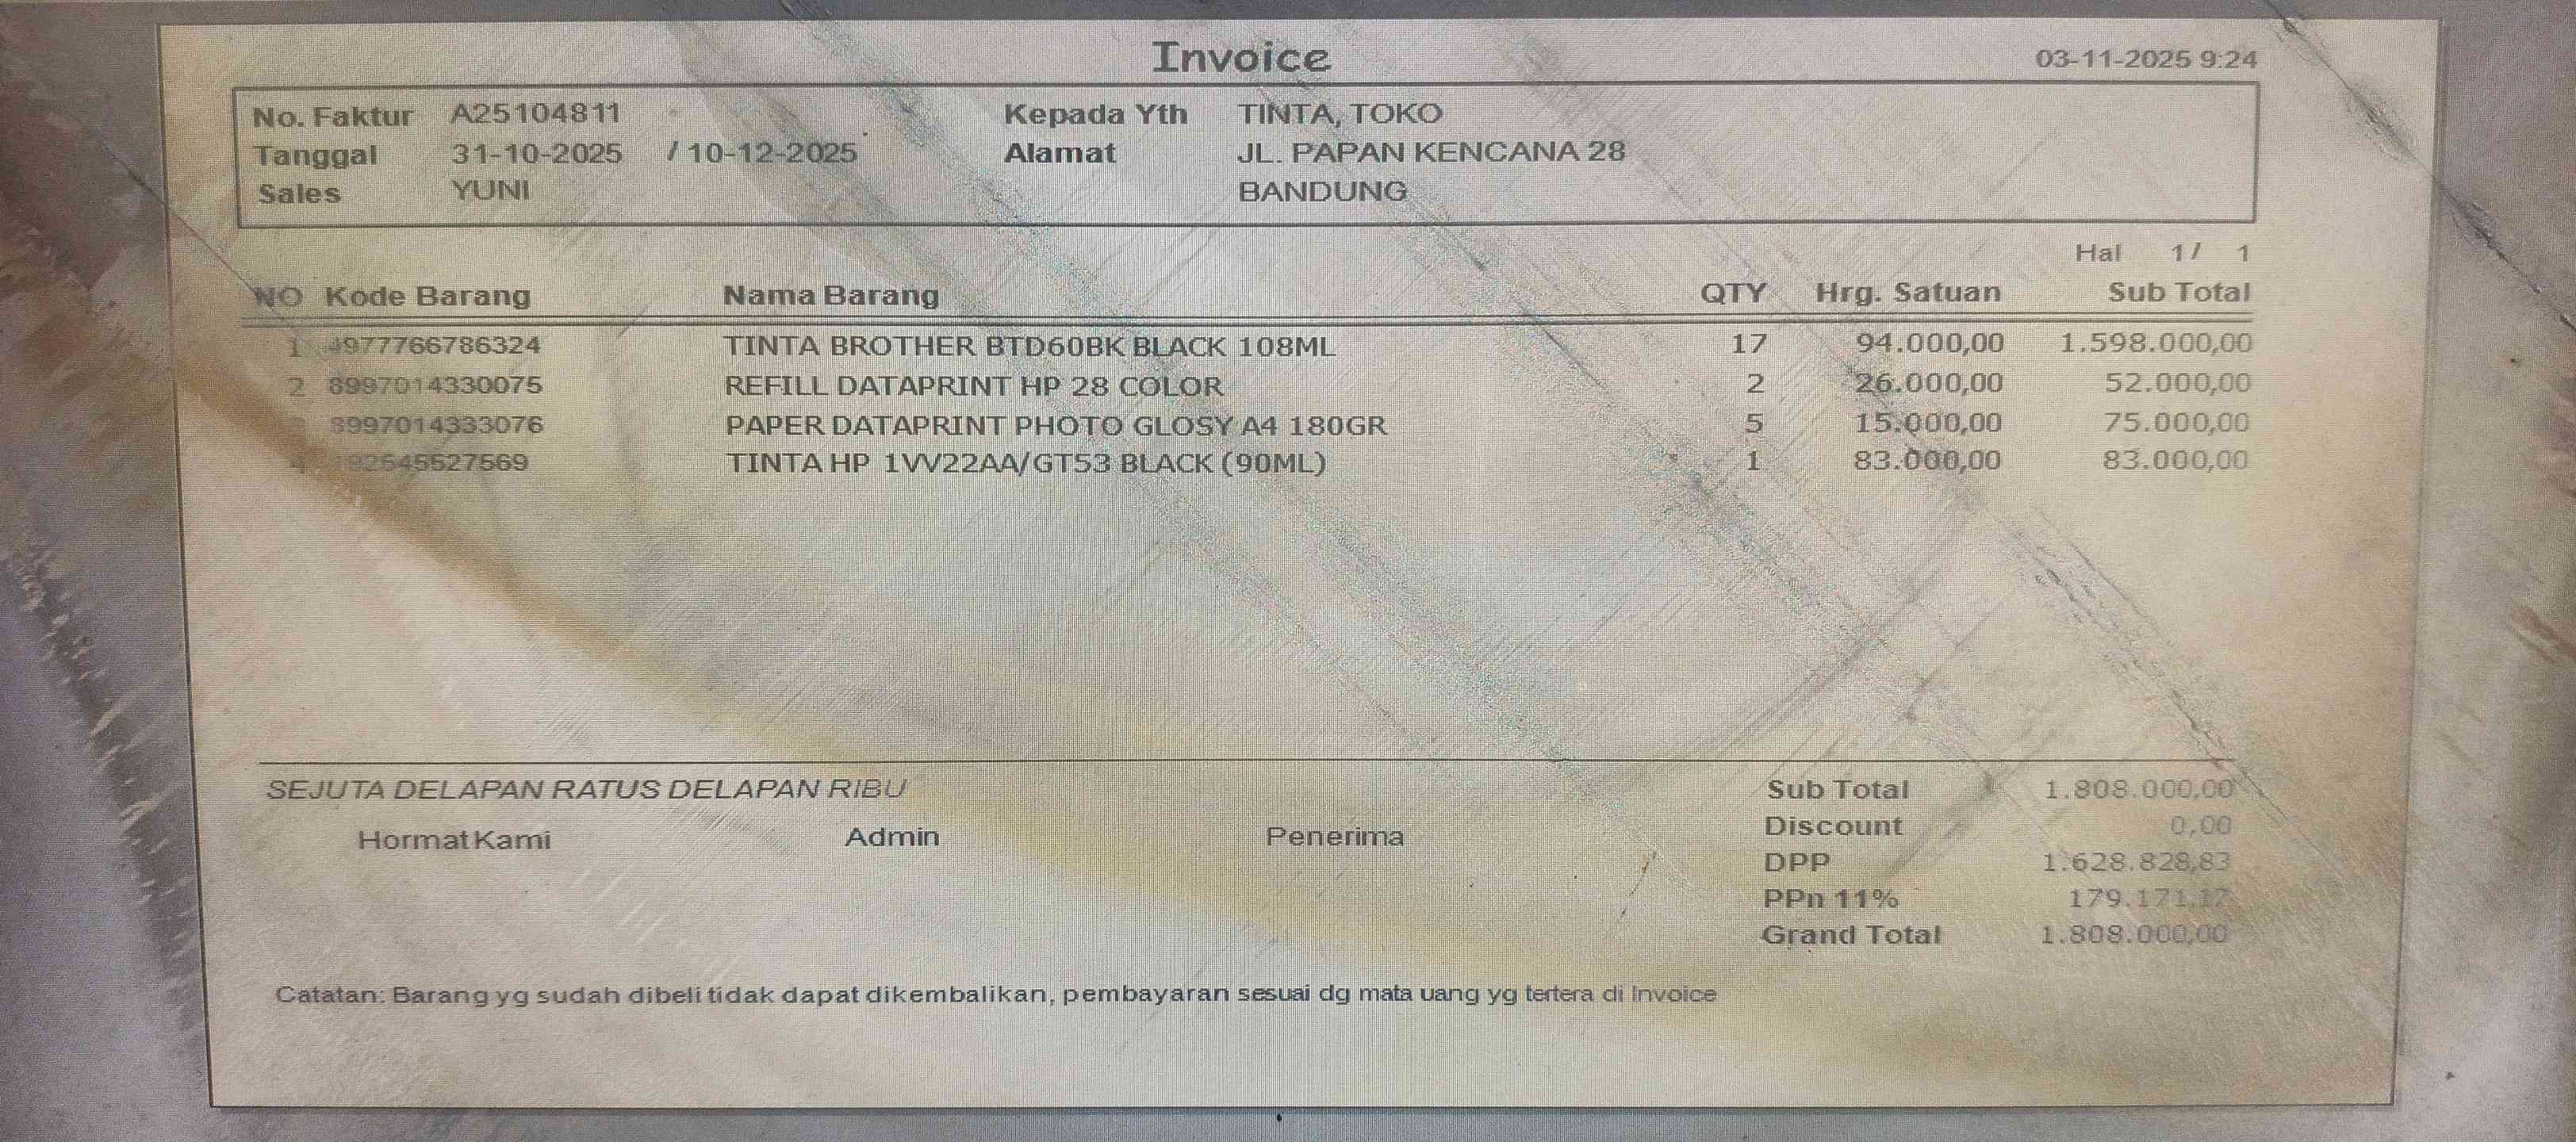 Invoice
03-11-2025 9:24
No. Faktur A25104811 Kepada Yth TINTA, TOKO
Tanggal 31-10-2025 / 10-12-2025 Alamat JL. PAPAN KENCANA 28
Sales YUNI BANDUNG
Hal 1 / 1
NO Kode Barang Nama Barang QTY Hrg. Satuan Sub Total
1 4977766786324 TINTA BROTHER BTD60BK BLACK 108ML 17 94.000,00 1.598.000,00
2 8997014330075 REFILL DATAPRINT HP 28 COLOR 2 26.000,00 52.000,00
3 8997014333076 PAPER DATAPRINT PHOTO GLOSY A4 180GR 5 15.000,00 75.000,00
4 TINTA HP 1VV22AA/GT53 BLACK (90ML) 1 83.000,00 83.000,00
SEJUTA DELAPAN RATUS DELAPAN RIBU Sub Total 1.808.000,00
Discount 0,00
Hormat Kami Admin Penerima
DPP 1.628.828,83
PPn 11% 179.171,17
Grand Total 1.808.000,00
Catatan: Barang yg sudah dibeli tidak dapat dikembalikan, pembayaran sesuai dg mata uang yg tertera di Invoice